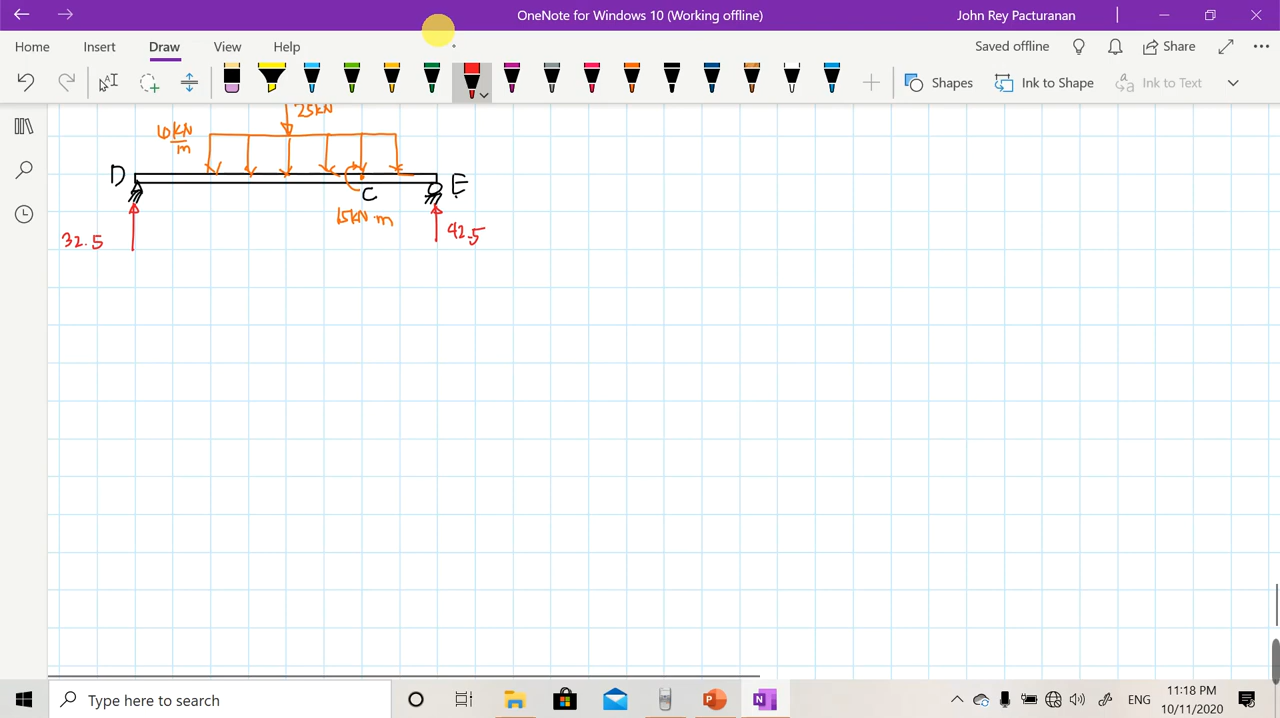 OneNote for Windows 10 (Working offline)
John Rey Pacturanan
Home Insert Draw View Help
Saved offline
Share
Shapes
Ink to Shape
Ink to Text
25kN
kN
m
D
E
C
15kN·m
32.5
42.5
Type here to search
ENG
11:18 PM
10/11/2020